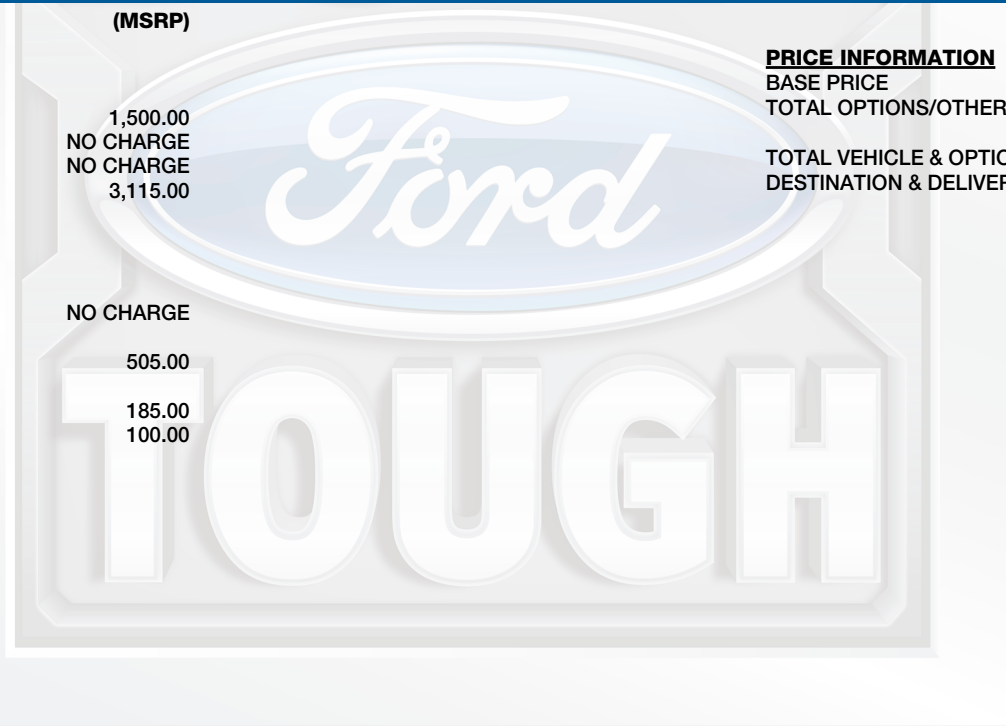 (MSRP)
1,500.00
NO CHARGE
NO CHARGE
3,115.00
NO CHARGE
505.00
185.00
100.00
PRICE INFORMATION
BASE PRICE
TOTAL OPTIONS/OTHER
TOTAL VEHICLE & OPTIO
DESTINATION & DELIVER
Ford
TOUGH